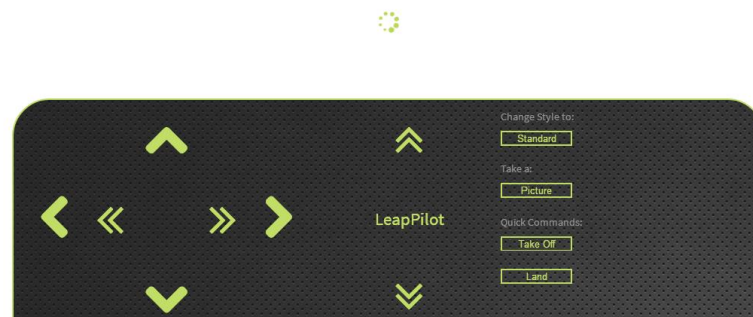 Change Style to:
Standard
Take a:
Picture
LeapPilot
Quick Commands:
Take Off
Land